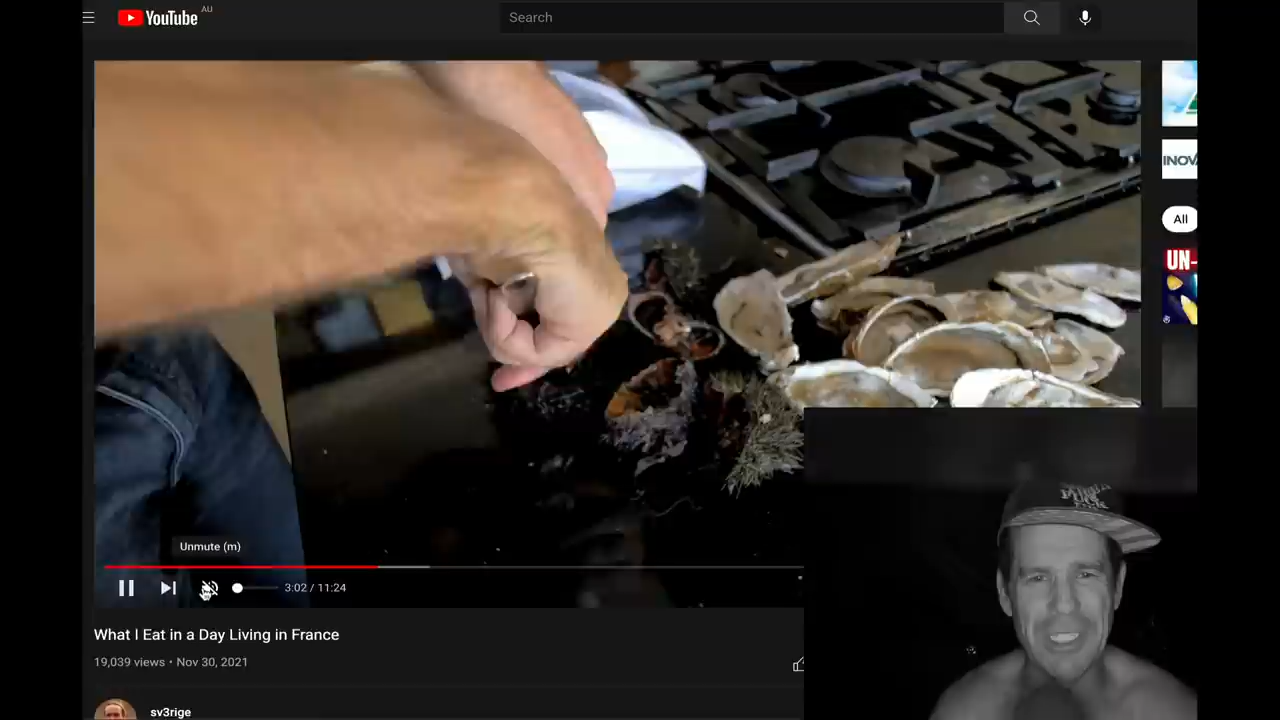 YouTube AU
Search
INOV
All
UN-
Unmute (m)
3:02 / 11:24
What I Eat in a Day Living in France
19,039 views • Nov 30, 2021
sv3rige